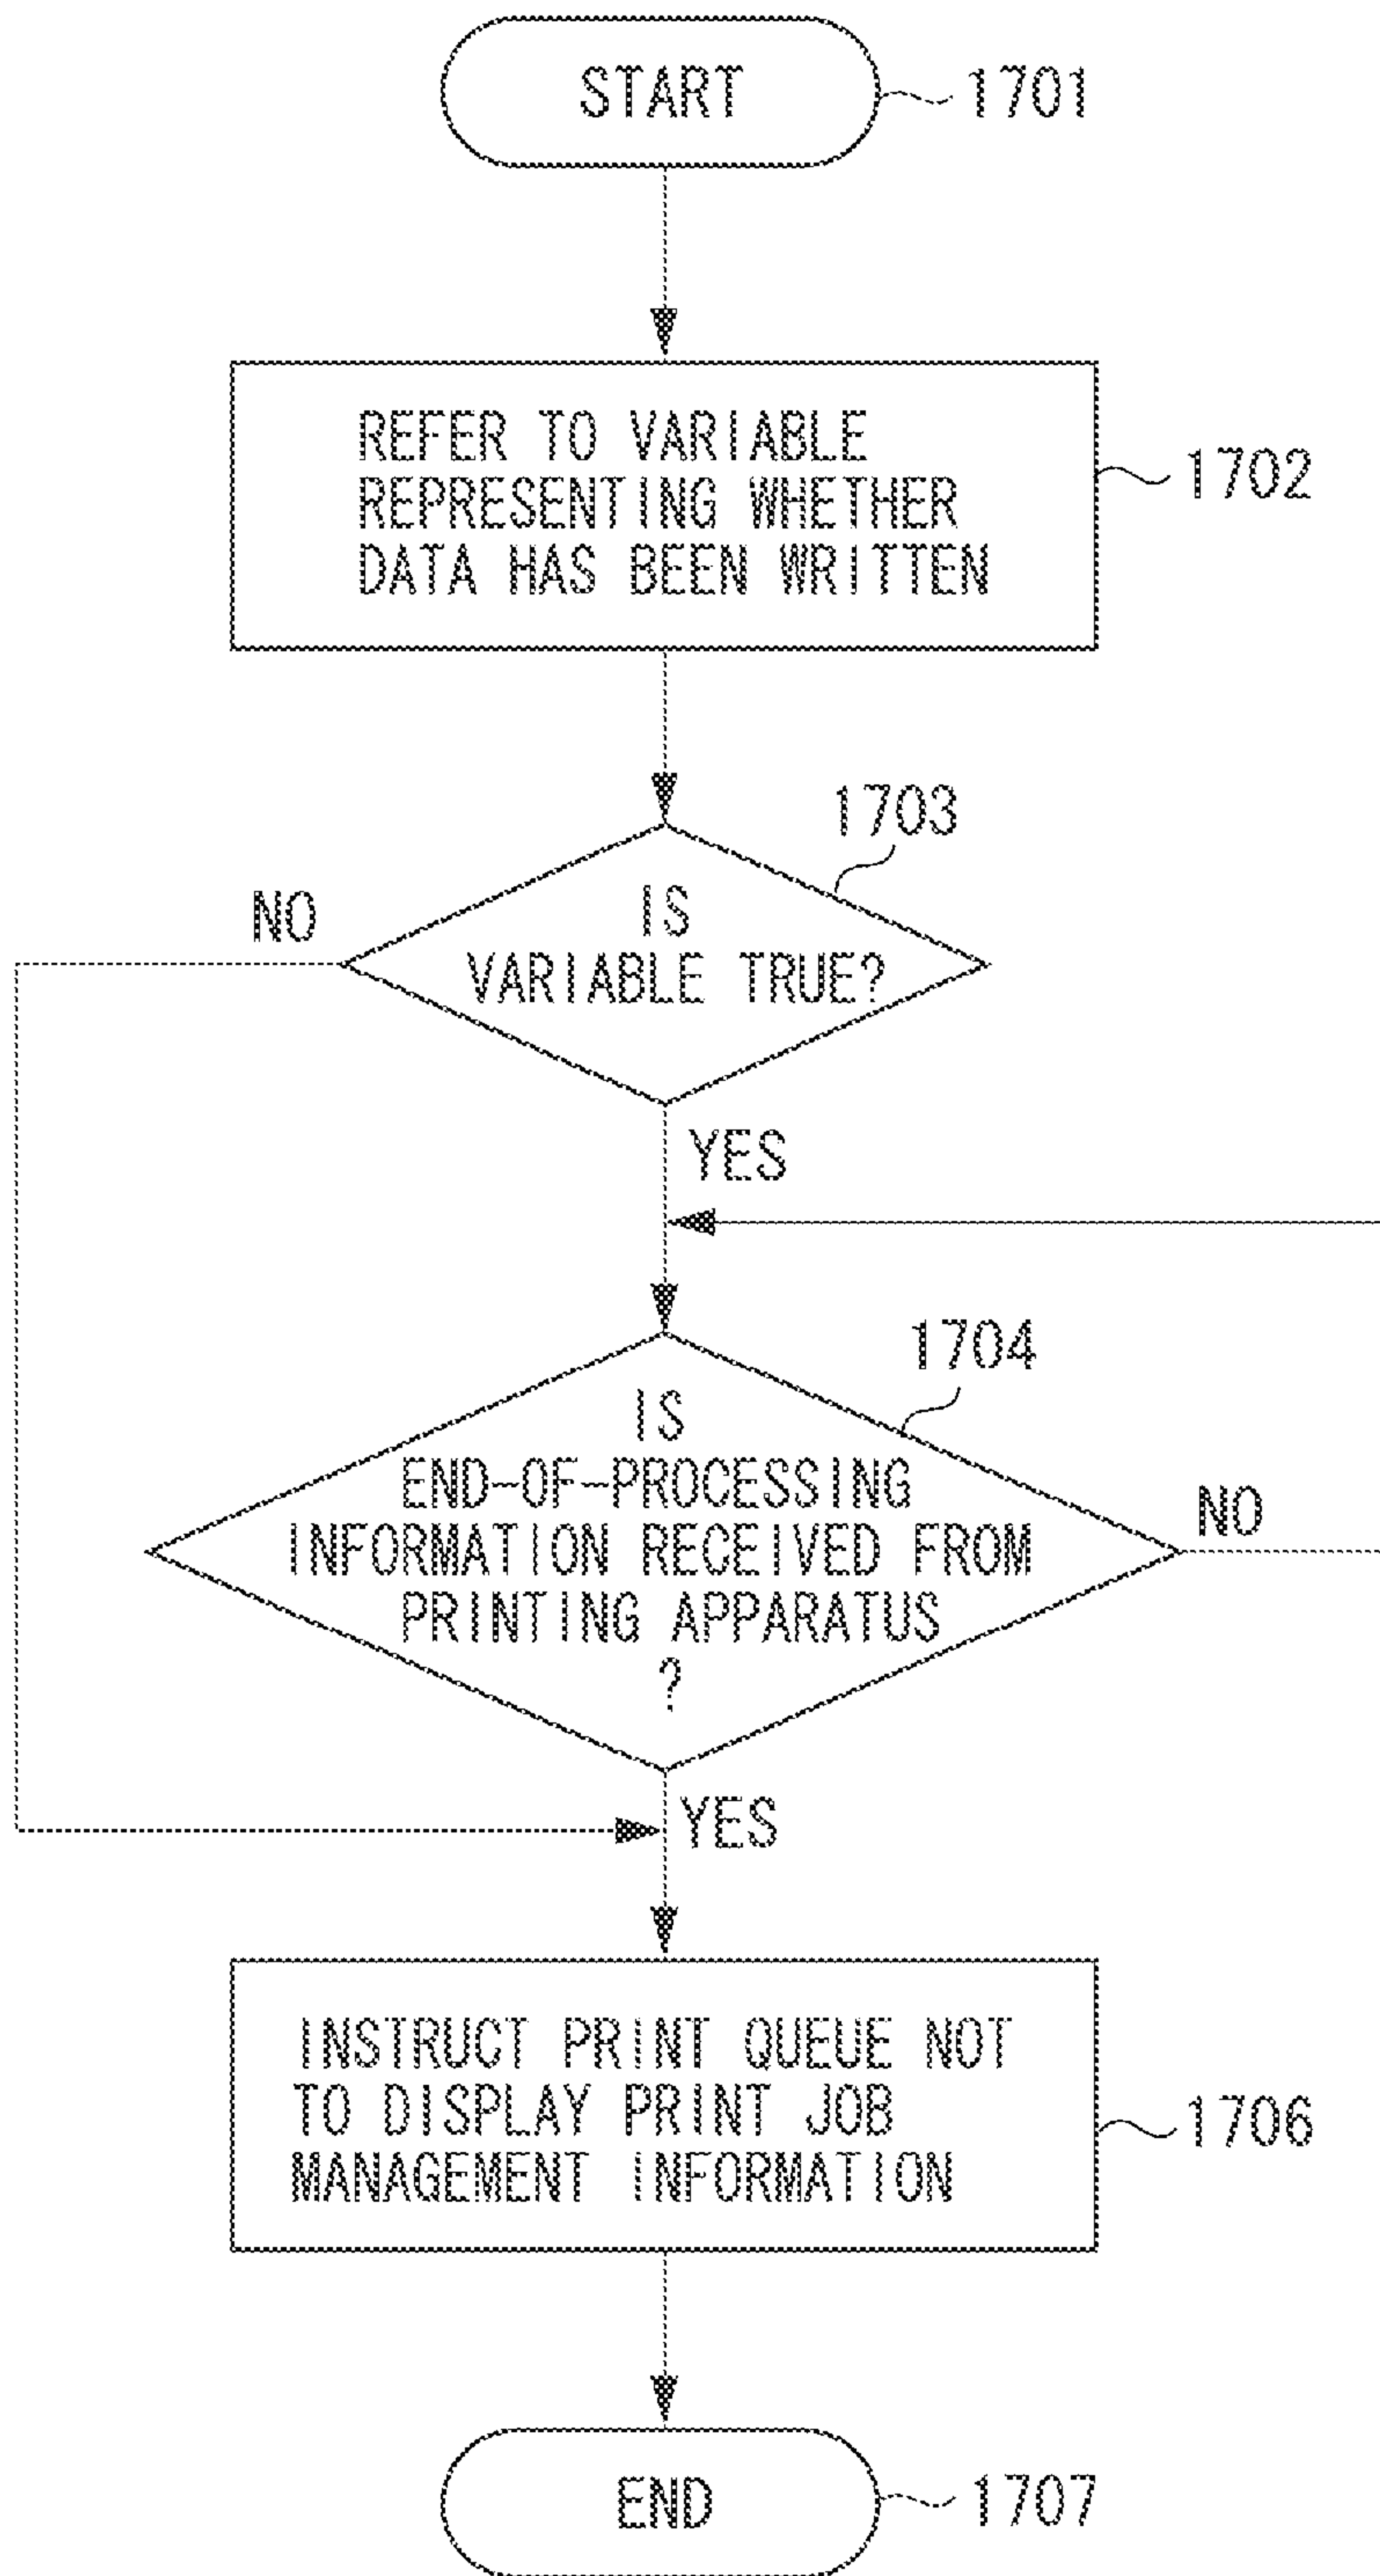 START
1701
REFER TO VARIABLE
REPRESENTING WHETHER
DATA HAS BEEN WRITTEN
1702
1703
IS
VARIABLE TRUE?
NO
YES
1704
IS
END-OF-PROCESSING
INFORMATION RECEIVED FROM
PRINTING APPARATUS
?
NO
YES
INSTRUCT PRINT QUEUE NOT
TO DISPLAY PRINT JOB
MANAGEMENT INFORMATION
1706
END
1707